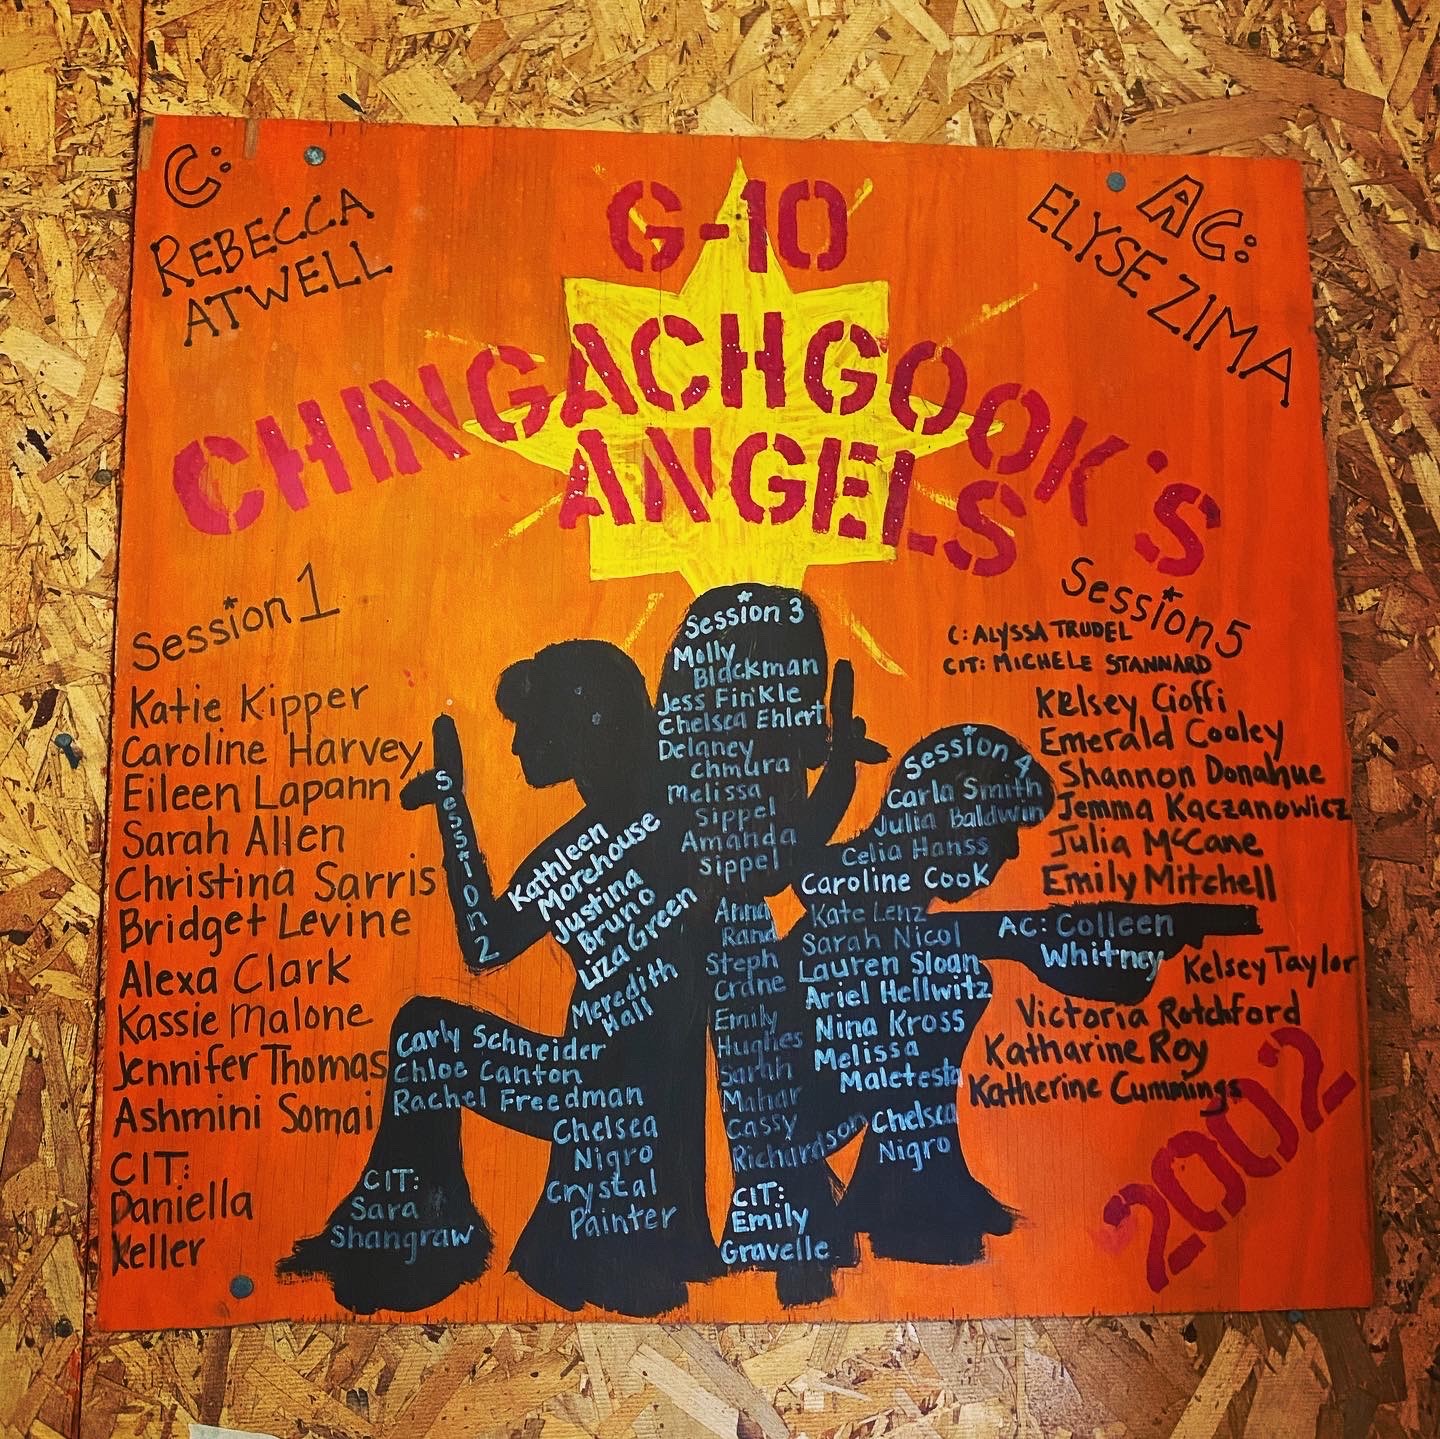 C:
REBECCA
ATWELL
AC:
ELYSE ZIMA
G-10
CHINGACHGOOK'S
ANGELS
Session 1
Katie Kipper
Caroline Harvey
Eileen Lapann
Sarah Allen
Christina Sarris
Bridget Levine
Alexa Clark
Kassie Malone
Jennifer Thomas
Ashmini Somai
CIT:
Daniella
Keller
Session 2
Kathleen
Morehouse
Justina
Bruno
Liza Green
Meredith
Hall
Carly Schneider
Chloe Canton
Rachel Freedman
Chelsea
Nigro
Crystal
Painter
CIT:
Sara
Shangraw
Session 3
Molly
Blackman
Jess Finkle
Chelsea Ehlert
Delaney
Chmura
Melissa
Sippel
Amanda
Sippel
Anna
Rand
Steph
Crane
Emily
Hughes
Sarah
Mahar
Cassy
Richardson
CIT:
Emily
Gravelle
Session 4
Carla Smith
Julia Baldwin
Celia Hanss
Caroline Cook
Kate Lenz
Sarah Nicol
Lauren Sloan
Ariel Hellwitz
Nina Kross
Melissa
Maletesta
Chelsea
Nigro
AC: Colleen
Whitney
Session 5
C: ALYSSA TRUDEL
CIT: MICHELE STANNARD
Kelsey Cioffi
Emerald Cooley
Shannon Donahue
Jemma Kaczanowicz
Julia McCane
Emily Mitchell
Kelsey Taylor
Victoria Rotchford
Katharine Roy
Katherine Cummings
2002